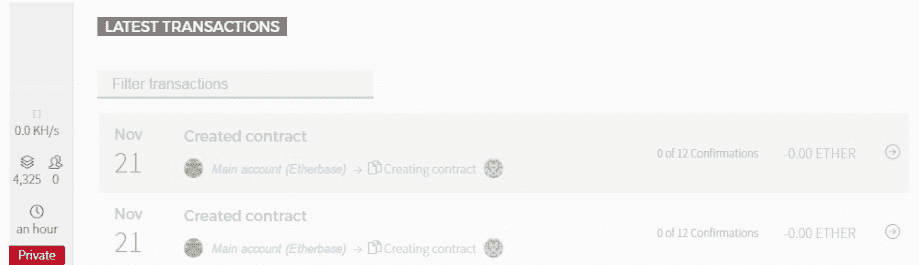 LATEST TRANSACTIONS
Filter transactions
0.0 KH/s
4,325 0
an hour
Private
Nov
21
Created contract
Main account (Etherbase) → Creating contract
0 of 12 Confirmations
-0.00 ETHER
Nov
21
Created contract
Main account (Etherbase) → Creating contract
0 of 12 Confirmations
-0.00 ETHER